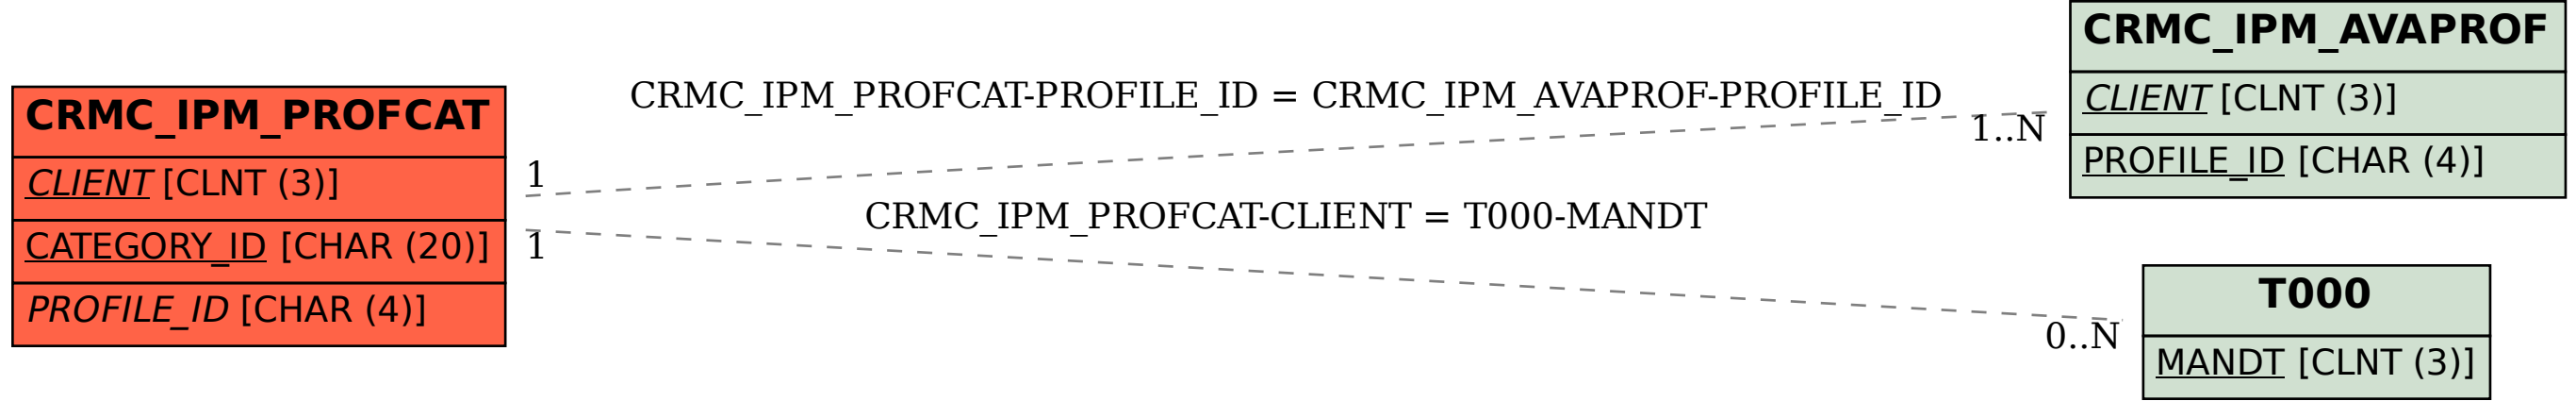 CRMC_IPM_PROFCAT
CLIENT [CLNT (3)]
CATEGORY_ID [CHAR (20)]
PROFILE_ID [CHAR (4)]
CRMC_IPM_PROFCAT-PROFILE_ID = CRMC_IPM_AVAPROF-PROFILE_ID
1
1..N
CRMC_IPM_PROFCAT-CLIENT = T000-MANDT
1
0..N
CRMC_IPM_AVAPROF
CLIENT [CLNT (3)]
PROFILE_ID [CHAR (4)]
T000
MANDT [CLNT (3)]